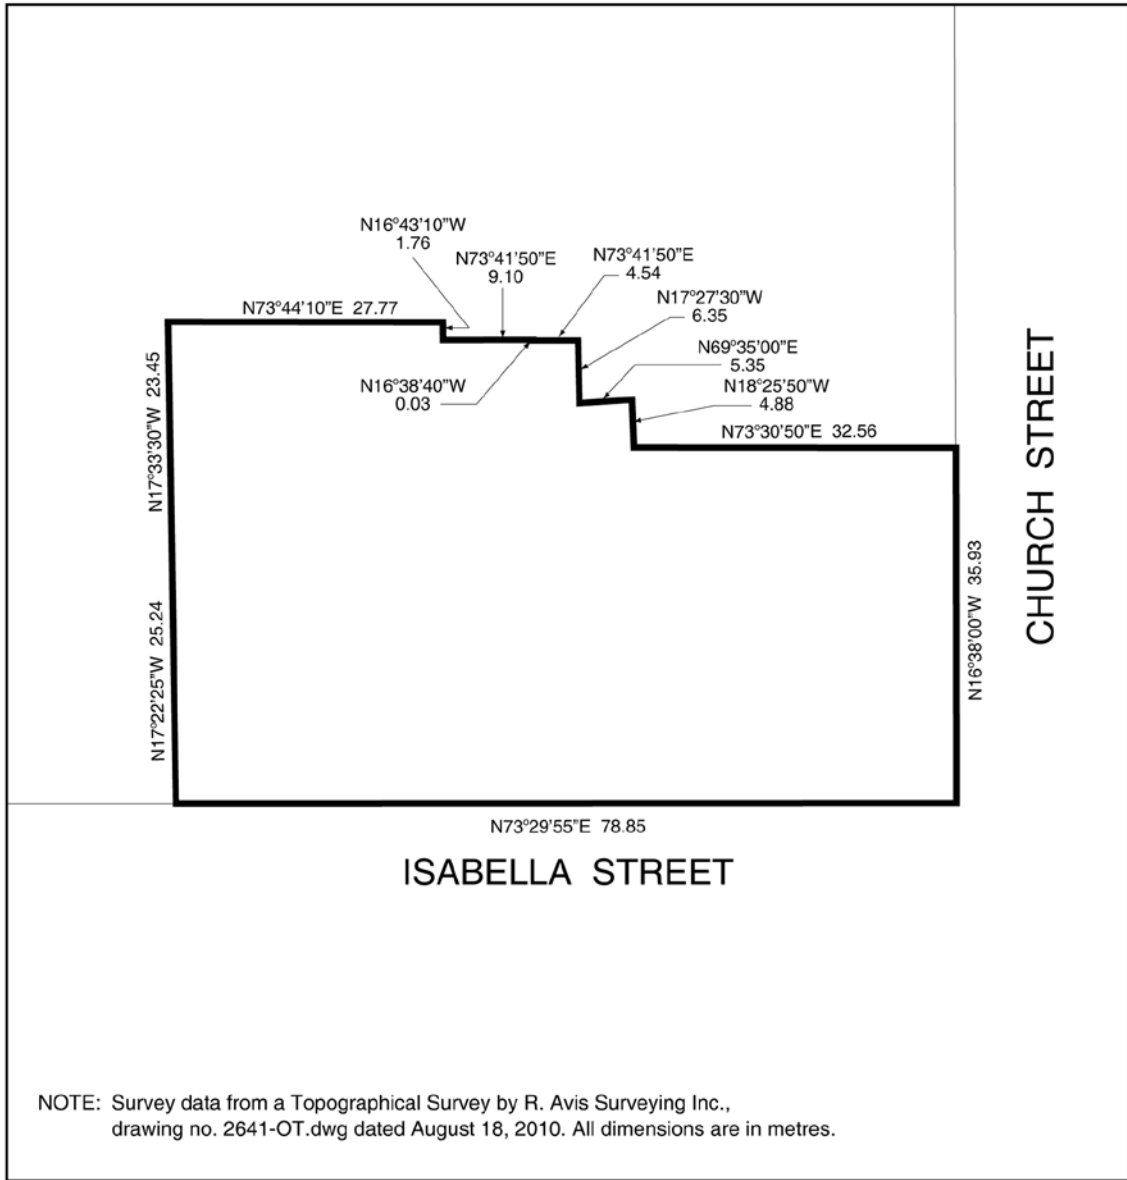 N16°43'10"W
1.76
N73°41'50"E
9.10
N73°41'50"E
4.54
N17°27'30"W
6.35
N73°44'10"E 27.77
N69°35'00"E
5.35
N16°38'40"W
0.03
N18°25'50"W
4.88
N73°30'50"E 32.56
N17°33'30"W 23.45
N17°22'25"W 25.24
N16°38'00"W 35.93
CHURCH STREET
N73°29'55"E 78.85
ISABELLA STREET
NOTE: Survey data from a Topographical Survey by R. Avis Surveying Inc.,
drawing no. 2641-OT.dwg dated August 18, 2010. All dimensions are in metres.